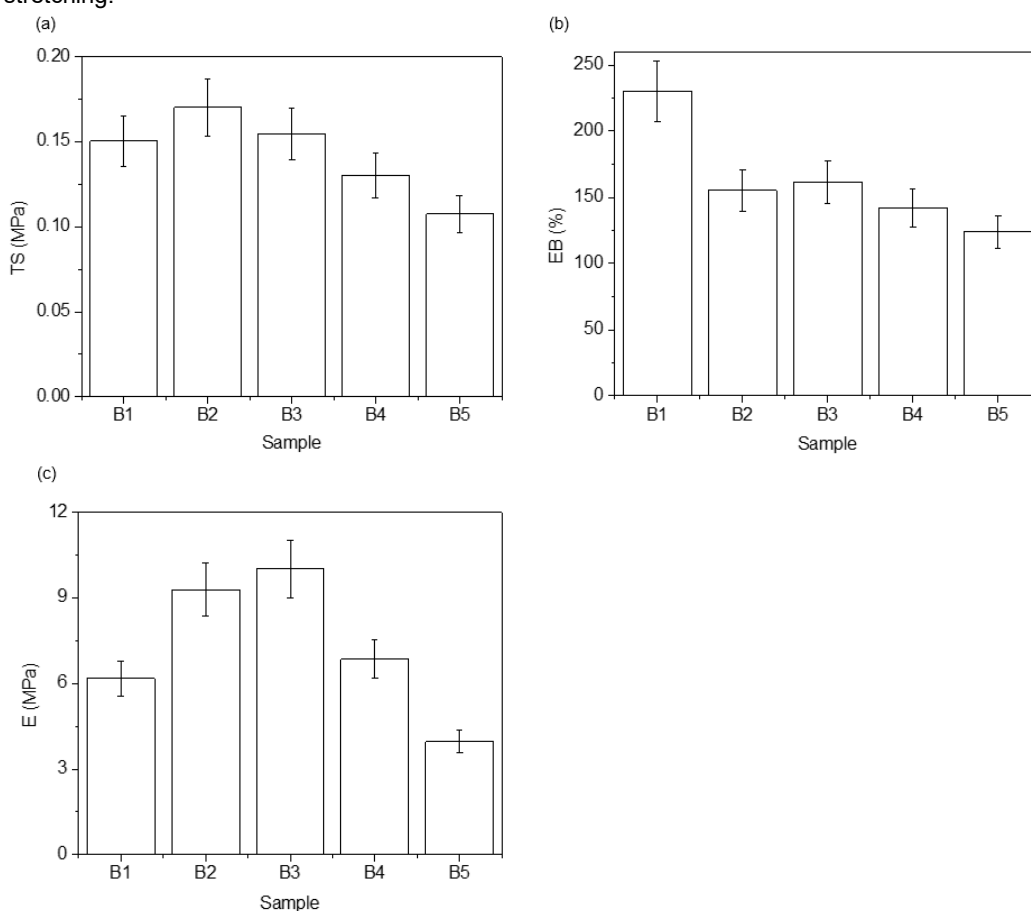 stretching.
(a)
0.20
0.15
0.10
0.05
0.00
TS (MPa)
B1 B2 B3 B4 B5
Sample
(b)
250
200
150
100
50
0
EB (%)
B1 B2 B3 B4 B5
Sample
(c)
12
9
6
3
0
E (MPa)
B1 B2 B3 B4 B5
Sample